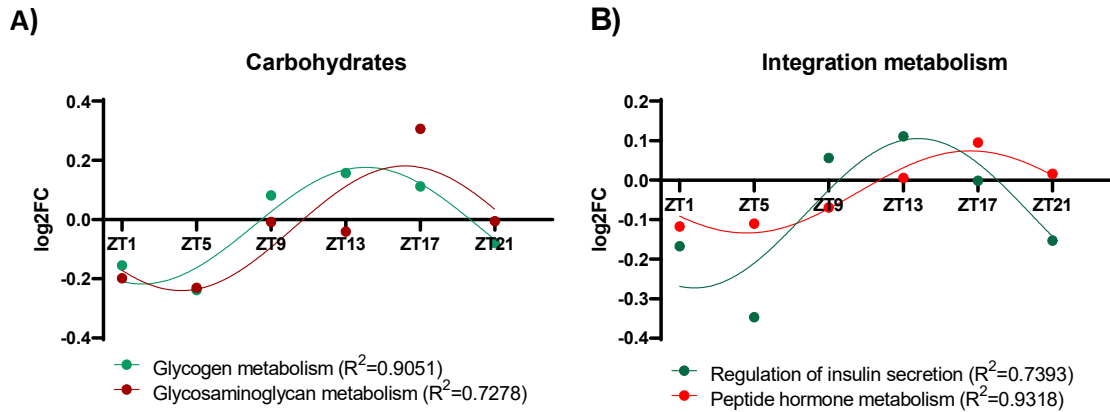 A)
Carbohydrates
log2FC
0.4
0.2
0.0
-0.2
-0.4
ZT1 ZT5 ZT9 ZT13 ZT17 ZT21
Glycogen metabolism (R²=0.9051)
Glycosaminoglycan metabolism (R²=0.7278)
B)
Integration metabolism
log2FC
0.2
0.1
0.0
-0.1
-0.2
-0.3
-0.4
ZT1 ZT5 ZT9 ZT13 ZT17 ZT21
Regulation of insulin secretion (R²=0.7393)
Peptide hormone metabolism (R²=0.9318)